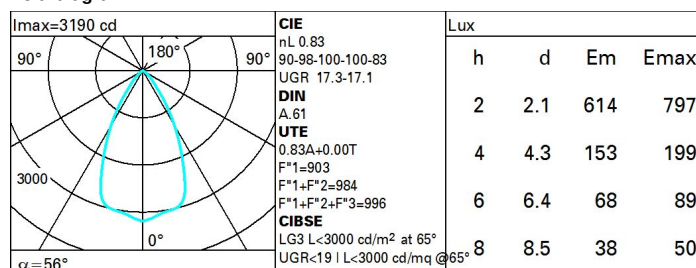 Imax=3190 cd
90°
180°
90°
3000
0°
α=56°
CIE
nL 0.83
90-98-100-100-83
UGR 17.3-17.1
DIN
A.61
UTE
0.83A+0.00T
F"1=903
F"1+F"2=984
F"1+F"2+F"3=996
CIBSE
LG3 L<3000 cd/m² at 65°
UGR<19 | L<3000 cd/mq @65°
Lux
h d Em Emax
2 2.1 614 797
4 4.3 153 199
6 6.4 68 89
8 8.5 38 50